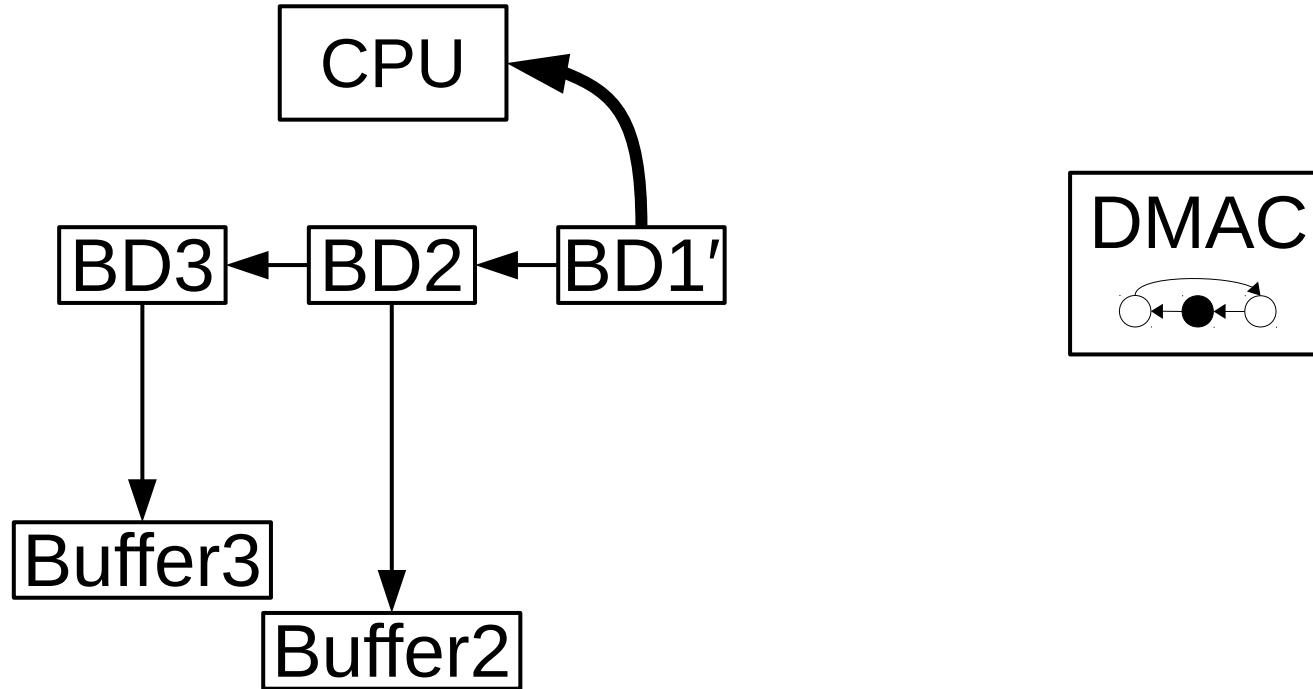 CPU
DMAC
BD3
BD2
BD1′
Buffer3
Buffer2